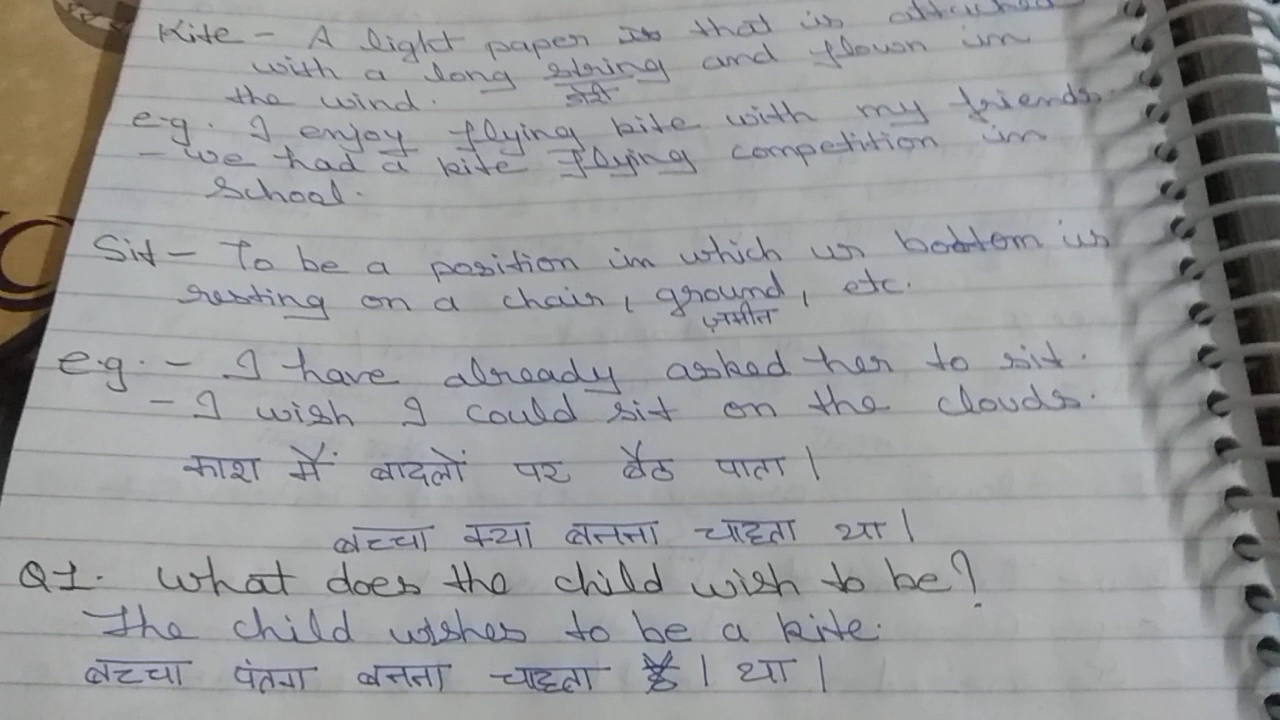 Kite - A light paper that is attached
with a long string and flown in
डोरी
the wind.
e.g. I enjoy flying kite with my friends.
- We had a kite flying competition in
School.
Sit - To be a position in which ur bottom is
resting on a chair, ground, etc.
ज़मीन
e.g. - I have already asked her to sit.
- I wish I could sit on the clouds.
काश मैं बादलों पर बैठ पाता।
बच्चा क्या बनना चाहता था।
Q1. What does the child wish to be?
The child wishes to be a kite.
बच्चा पंतग बनना चाहता है। था।